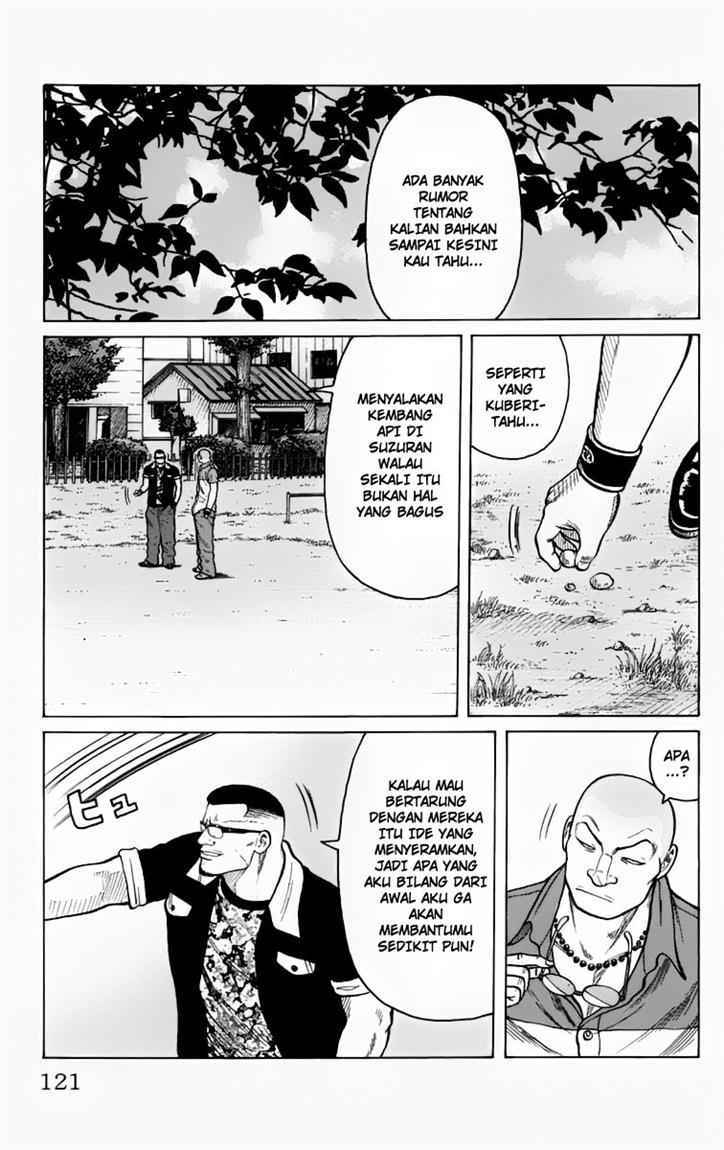 ADA BANYAK
RUMOR
TENTANG
KALIAN BAHKAN
SAMPAI KESINI
KAU TAHU...
SEPERTI
YANG
KUBERI-
TAHU...
MENYALAKAN
KEMBANG
API DI
SUZURAN
WALAU
SEKALI ITU
BUKAN HAL
YANG BAGUS
APA
...?
KALAU MAU
BERTARUNG
DENGAN MEREKA
ITU IDE YANG
MENYERAMKAN,
JADI APA YANG
AKU BILANG DARI
AWAL AKU GA
AKAN
MEMBANTUMU
SEDIKIT PUN!
ヒュ
121